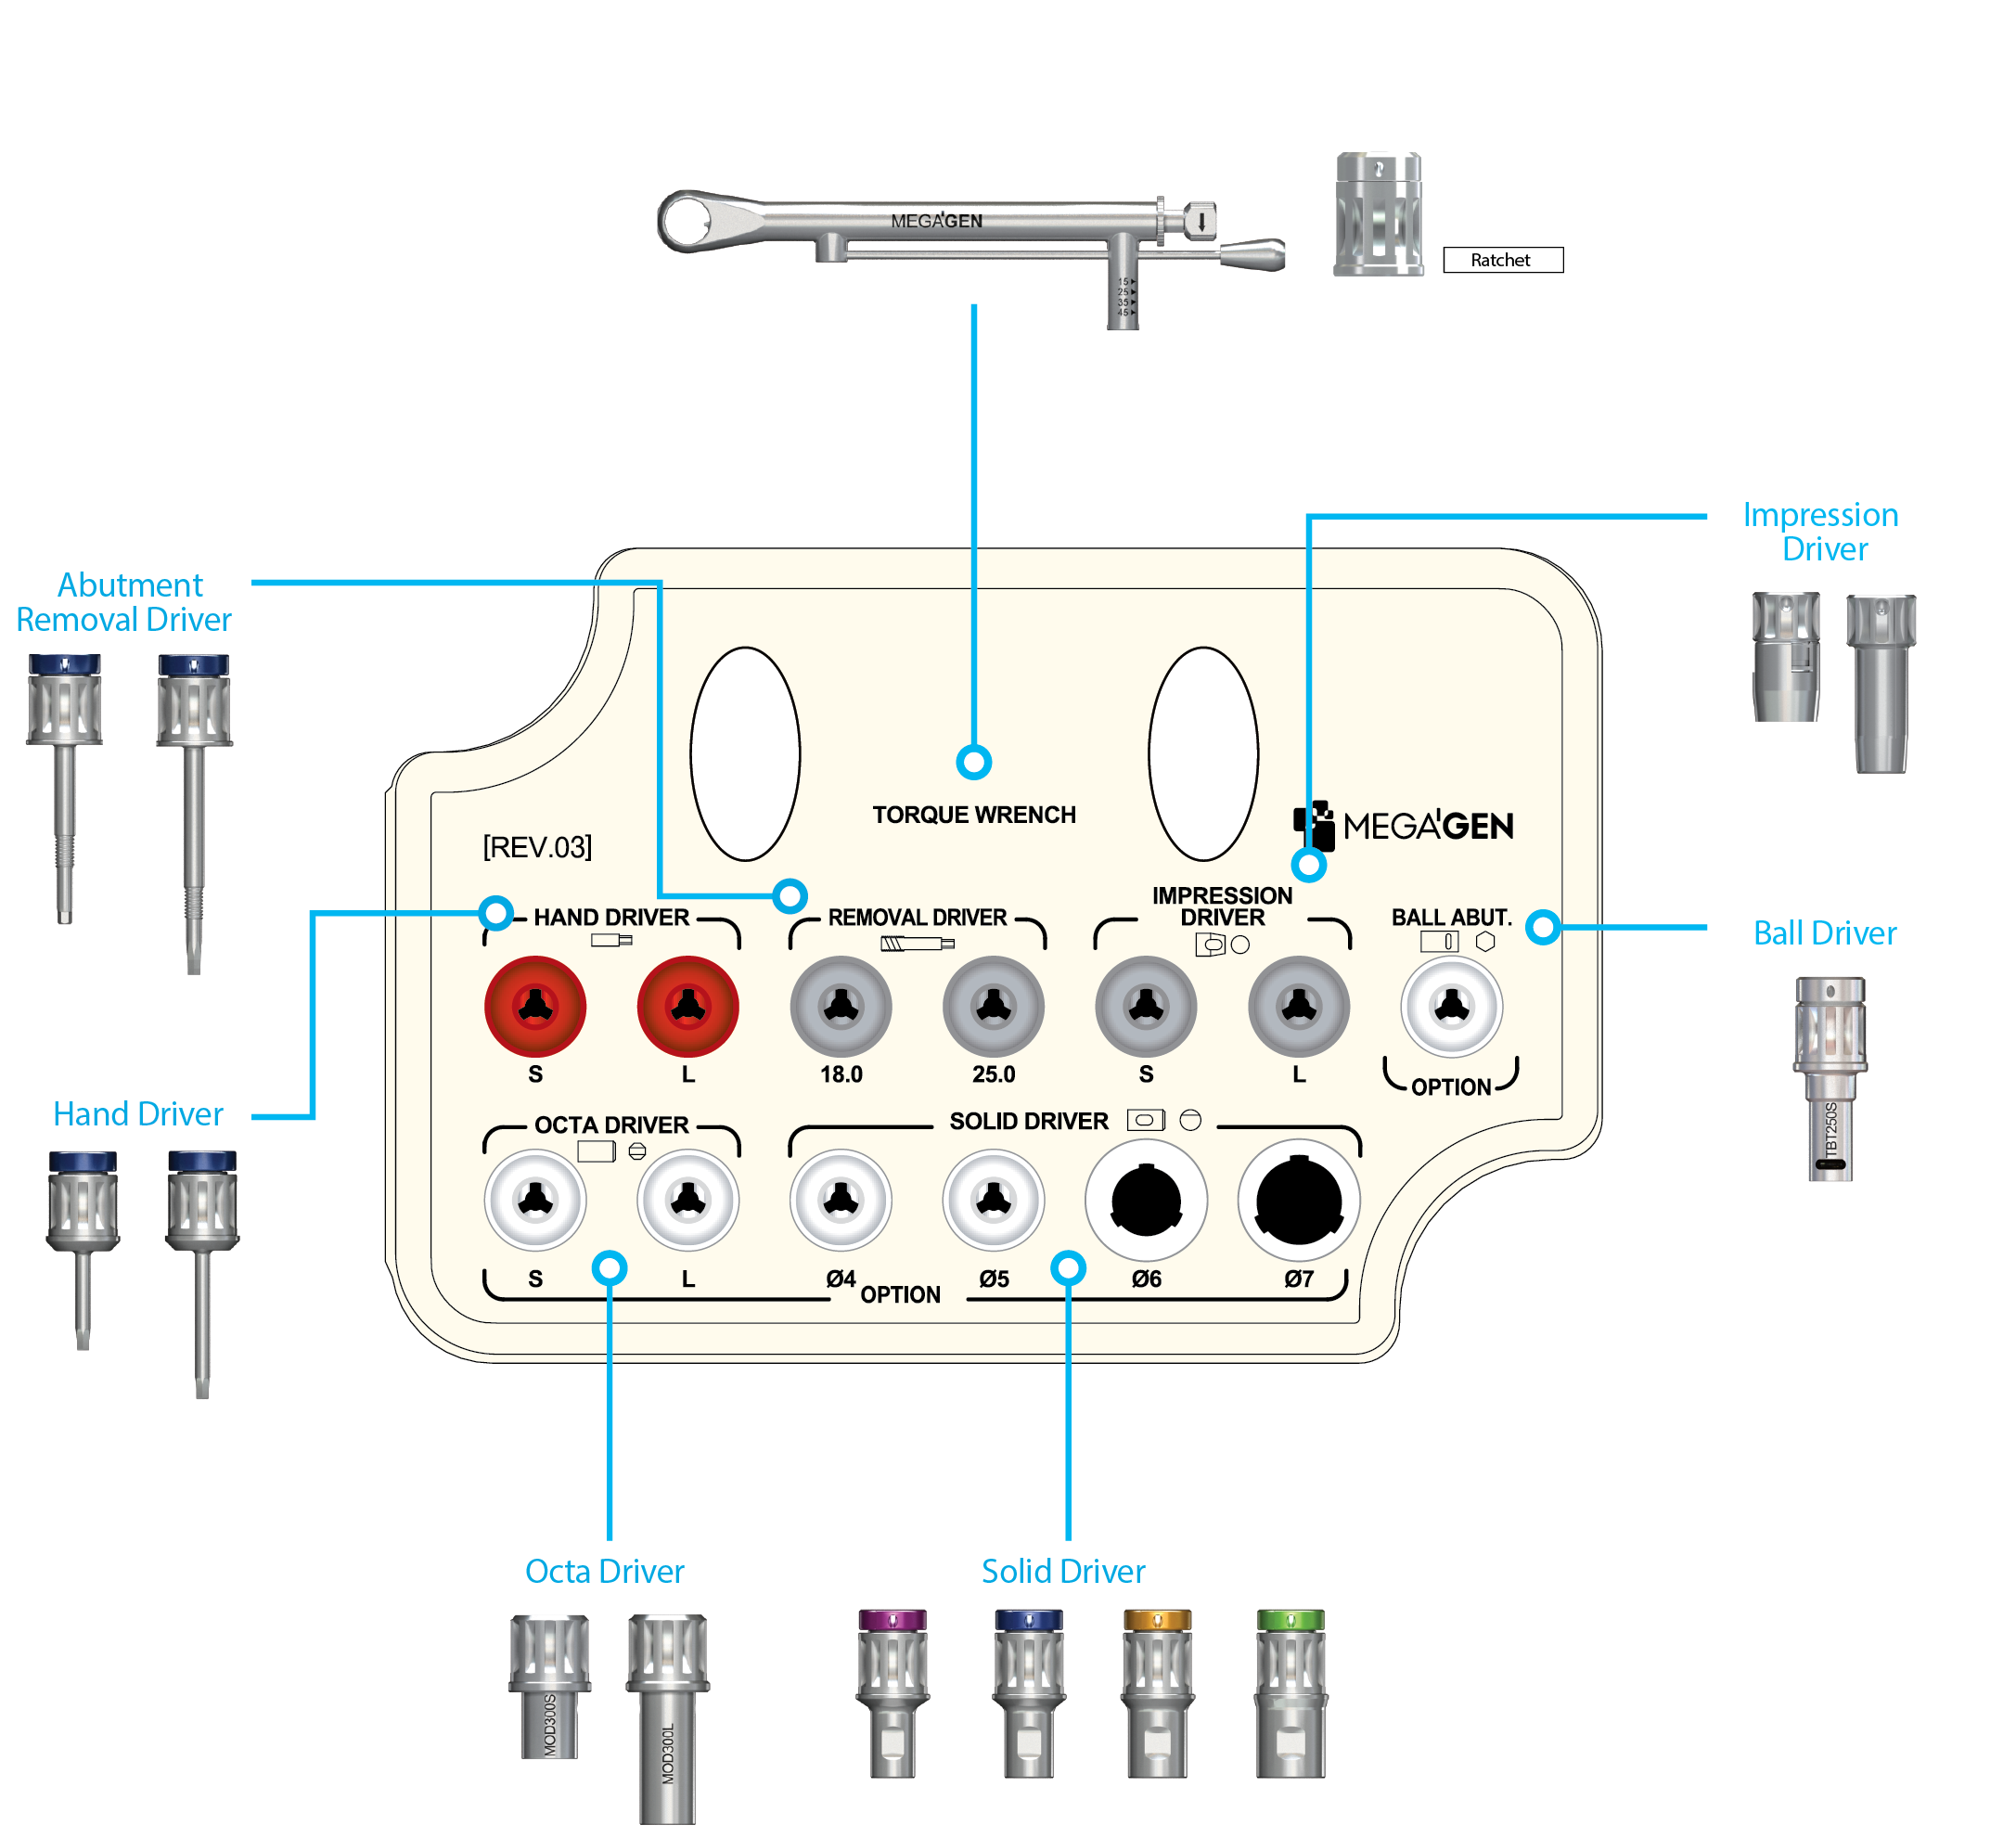 MEGA'GEN
15
25
35
45
Ratchet
Impression
Driver
Abutment
Removal Driver
TORQUE WRENCH
MEGA'GEN
[REV.03]
HAND DRIVER
REMOVAL DRIVER
IMPRESSION
DRIVER
BALL ABUT.
Ball Driver
S
L
18.0
25.0
S
L
OPTION
Hand Driver
TBT250S
OCTA DRIVER
SOLID DRIVER
S
L
Ø4
Ø5
Ø6
Ø7
OPTION
Octa Driver
Solid Driver
MOD300S
MOD300L